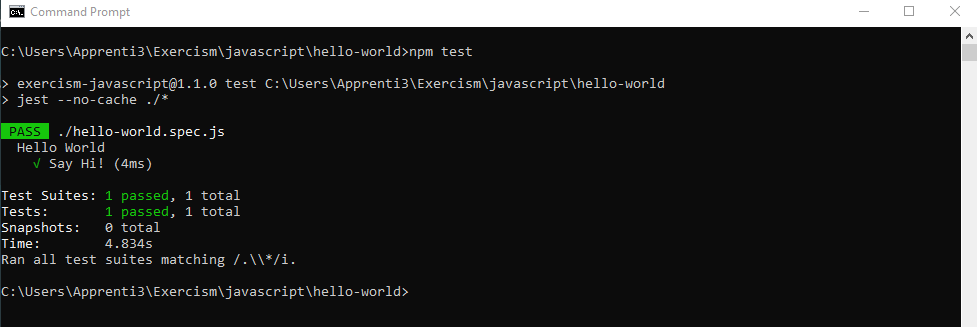 Command Prompt
C:\Users\Apprenti3\Exercism\javascript\hello-world>npm test
> exercism-javascript@1.1.0 test C:\Users\Apprenti3\Exercism\javascript\hello-world
> jest --no-cache ./*
PASS ./hello-world.spec.js
Hello World
√ Say Hi! (4ms)
Test Suites: 1 passed, 1 total
Tests: 1 passed, 1 total
Snapshots: 0 total
Time: 4.834s
Ran all test suites matching /.\\*/i.
C:\Users\Apprenti3\Exercism\javascript\hello-world>